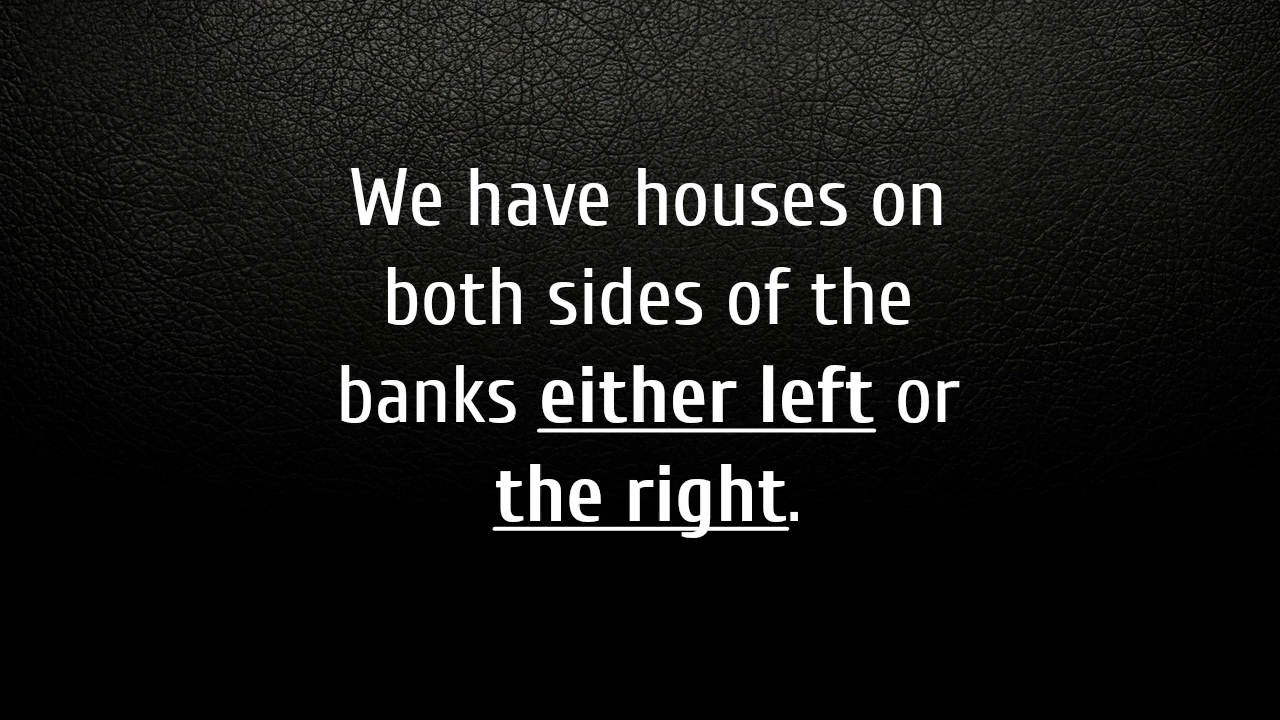 We have houses on
both sides of the
banks either left or
the right.